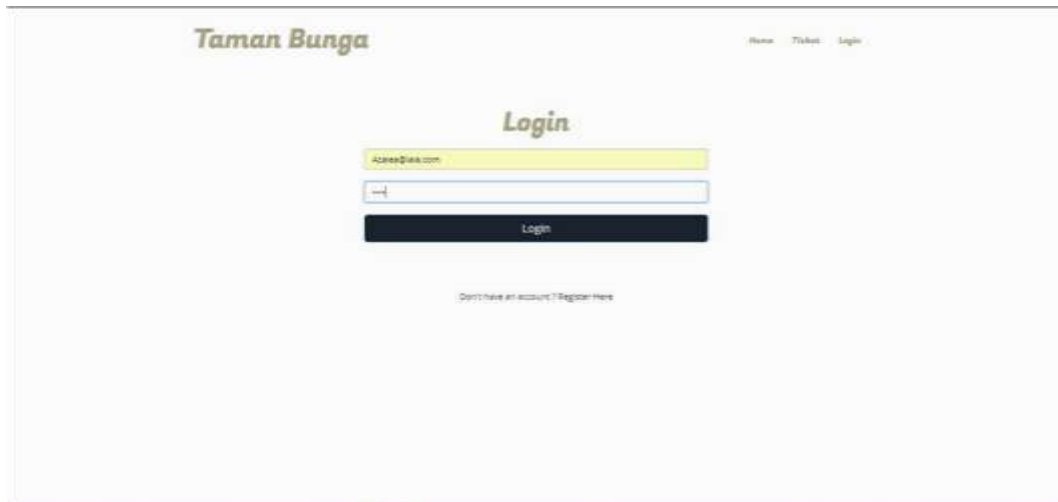 Taman Bunga
Home Ticket Login
Login
Login
Don't have an account ? Register Here